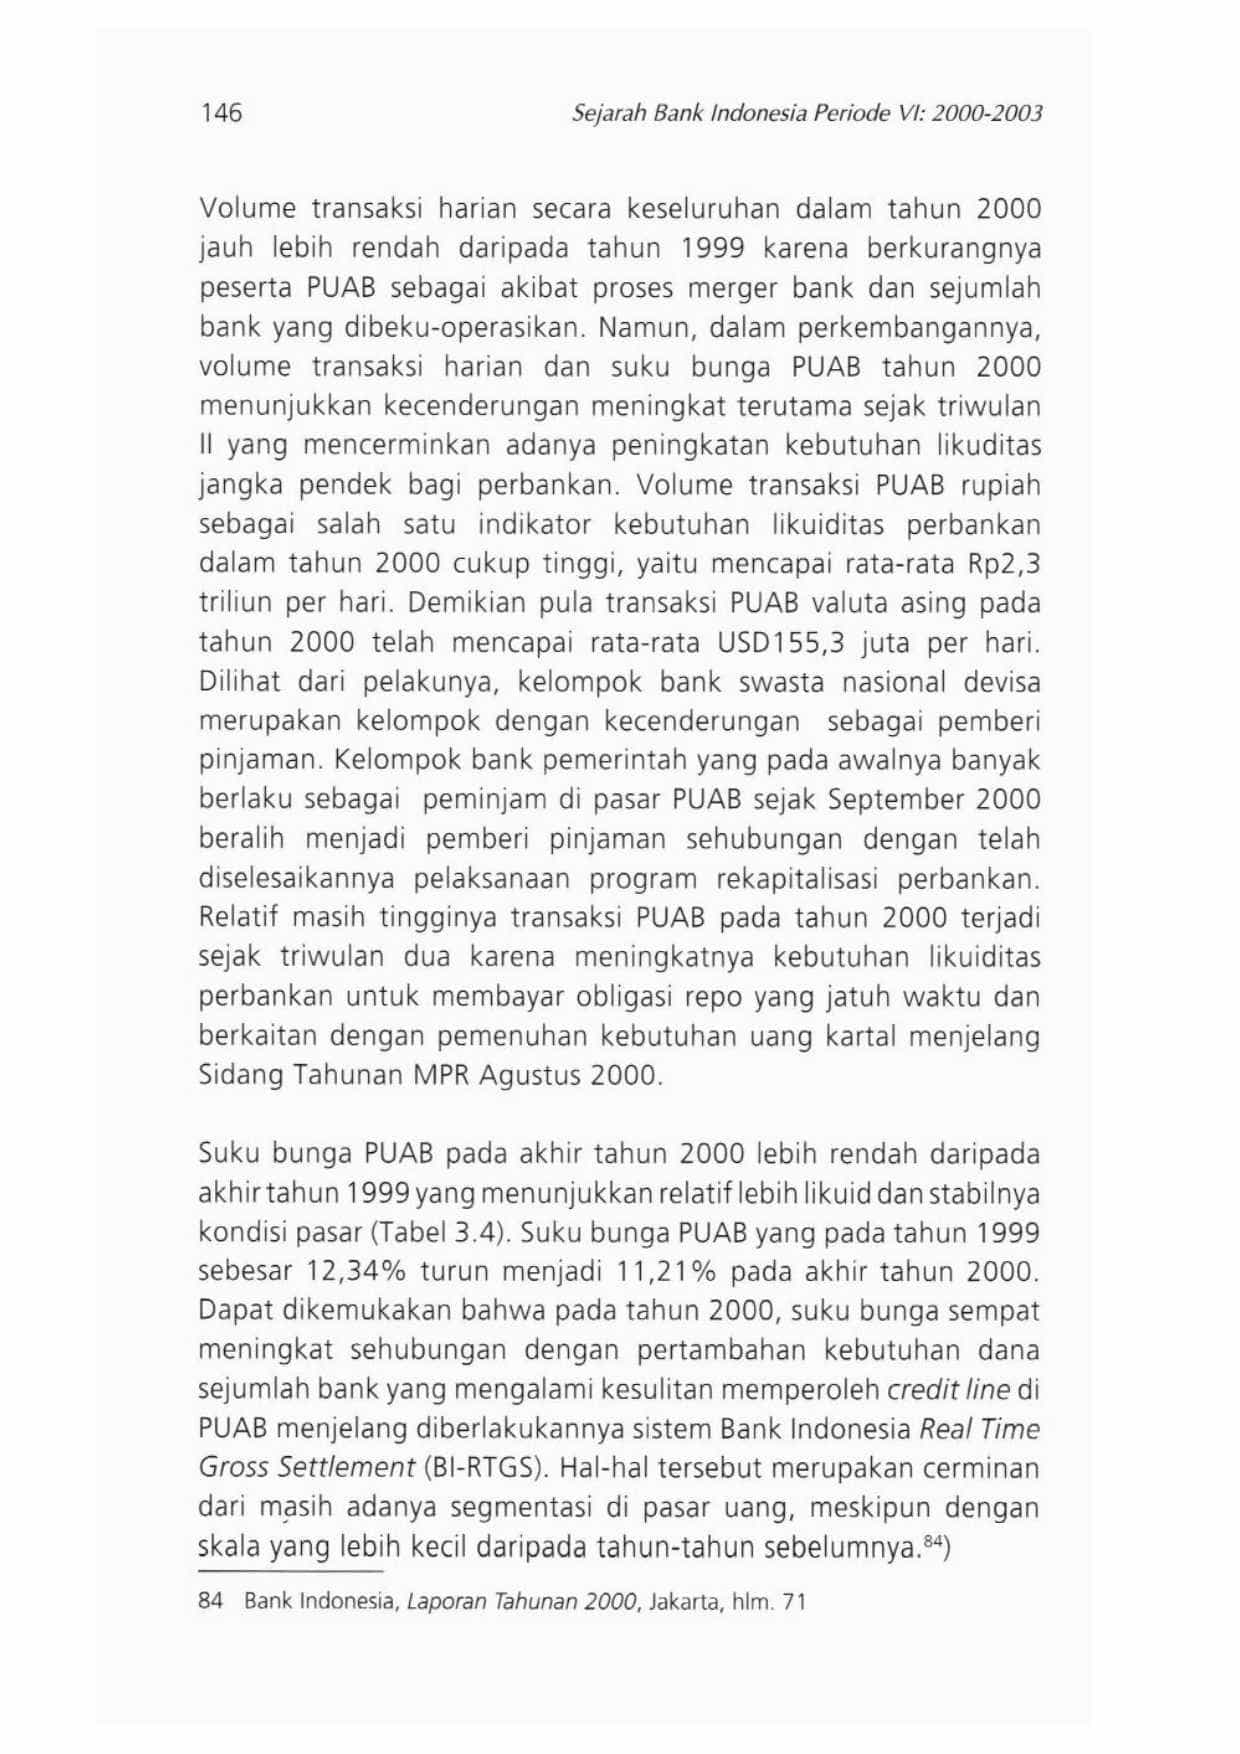 146 Sejarah Bank Indonesia Periode VI: 2000-2003
Volume transaksi harian secara keseluruhan dalam tahun 2000
jauh lebih rendah daripada tahun 1999 karena berkurangnya
peserta PUAB sebagai akibat proses merger bank dan sejumlah
bank yang dibeku-operasikan. Namun, dalam perkembangannya,
volume transaksi harian dan suku bunga PUAB tahun 2000
menunjukkan kecenderungan meningkat terutama sejak triwulan
II yang mencerminkan adanya peningkatan kebutuhan likuditas
jangka pendek bagi perbankan. Volume transaksi PUAB rupiah
sebagai salah satu indikator kebutuhan likuiditas perbankan
dalam tahun 2000 cukup tinggi, yaitu mencapai rata-rata Rp2,3
triliun per hari. Demikian pula transaksi PUAB valuta asing pada
tahun 2000 telah mencapai rata-rata USD155,3 juta per hari.
Dilihat dari pelakunya, kelompok bank swasta nasional devisa
merupakan kelompok dengan kecenderungan sebagai pemberi
pinjaman. Kelompok bank pemerintah yang pada awalnya banyak
berlaku sebagai peminjam di pasar PUAB sejak September 2000
beralih menjadi pemberi pinjaman sehubungan dengan telah
diselesaikannya pelaksanaan program rekapitalisasi perbankan.
Relatif masih tingginya transaksi PUAB pada tahun 2000 terjadi
sejak triwulan dua karena meningkatnya kebutuhan likuiditas
perbankan untuk membayar obligasi repo yang jatuh waktu dan
berkaitan dengan pemenuhan kebutuhan uang kartal menjelang
Sidang Tahunan MPR Agustus 2000.
Suku bunga PUAB pada akhir tahun 2000 lebih rendah daripada
akhir tahun 1999 yang menunjukkan relatif lebih likuid dan stabilnya
kondisi pasar (Tabel 3.4). Suku bunga PUAB yang pada tahun 1999
sebesar 12,34% turun menjadi 11,21% pada akhir tahun 2000.
Dapat dikemukakan bahwa pada tahun 2000, suku bunga sempat
meningkat sehubungan dengan pertambahan kebutuhan dana
sejumlah bank yang mengalami kesulitan memperoleh credit line di
PUAB menjelang diberlakukannya sistem Bank Indonesia Real Time
Gross Settlement (BI-RTGS). Hal-hal tersebut merupakan cerminan
dari masih adanya segmentasi di pasar uang, meskipun dengan
skala yang lebih kecil daripada tahun-tahun sebelumnya.84)
84 Bank Indonesia, Laporan Tahunan 2000, Jakarta, hlm. 71